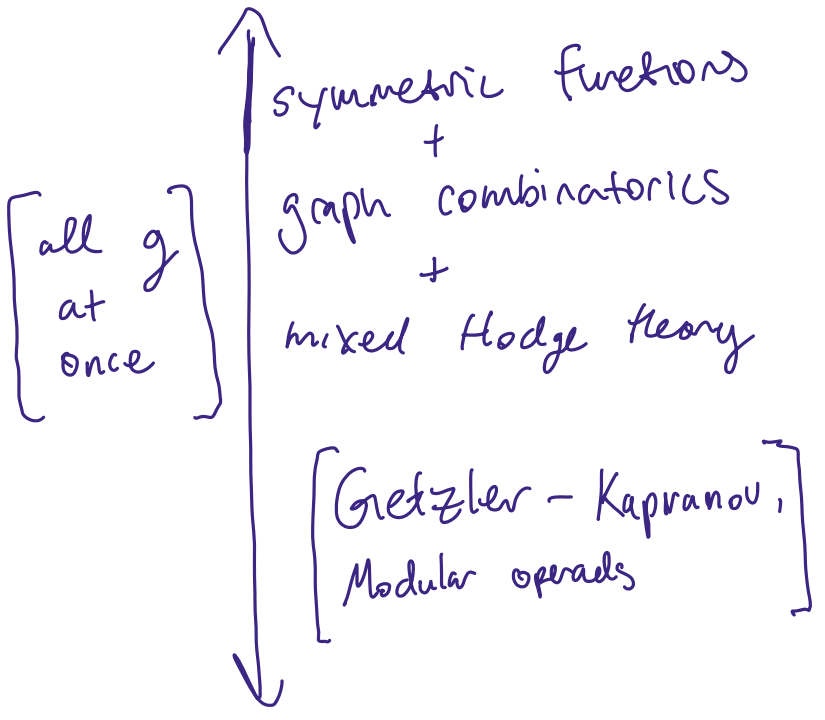 symmetric functions
+
graph combinatorics
+
mixed Hodge theory
[all g
at
once]
[Getzler - Kapranov,
Modular operads]